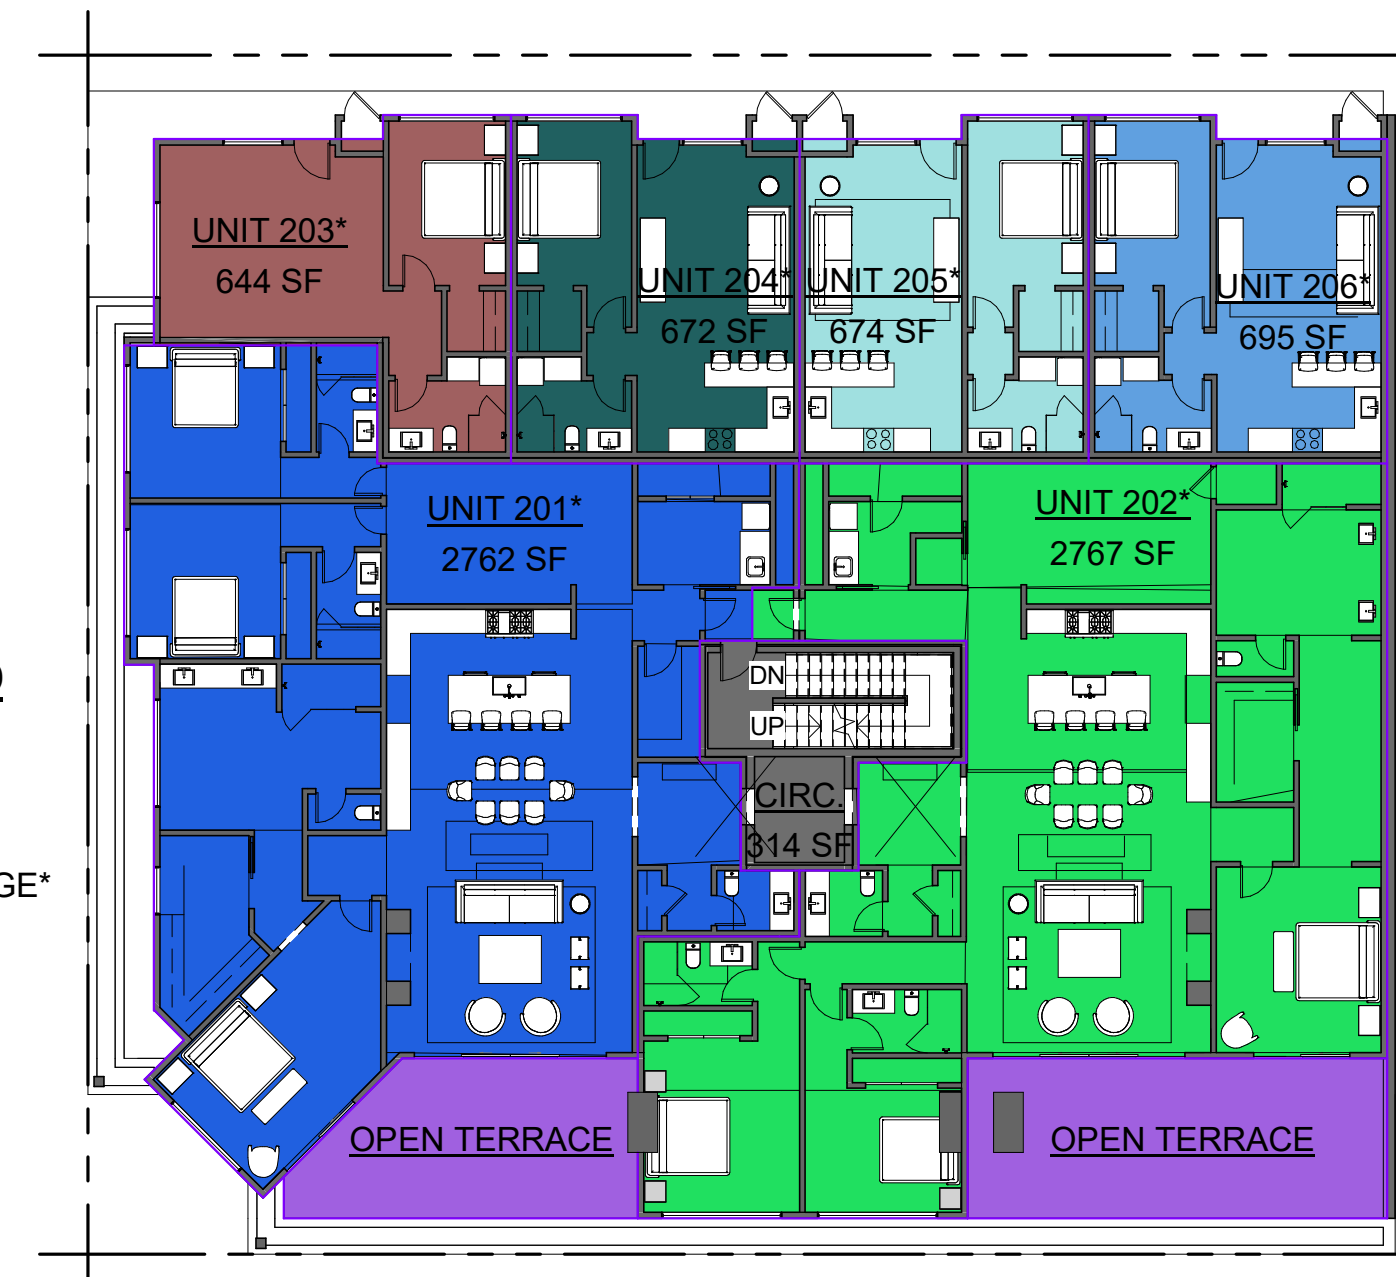 UNIT 203*
644 SF
UNIT 204*
672 SF
UNIT 205*
674 SF
UNIT 206*
695 SF
UNIT 201*
2762 SF
UNIT 202*
2767 SF
DN
UP
CIRC.
314 SF
GE*
OPEN TERRACE
OPEN TERRACE